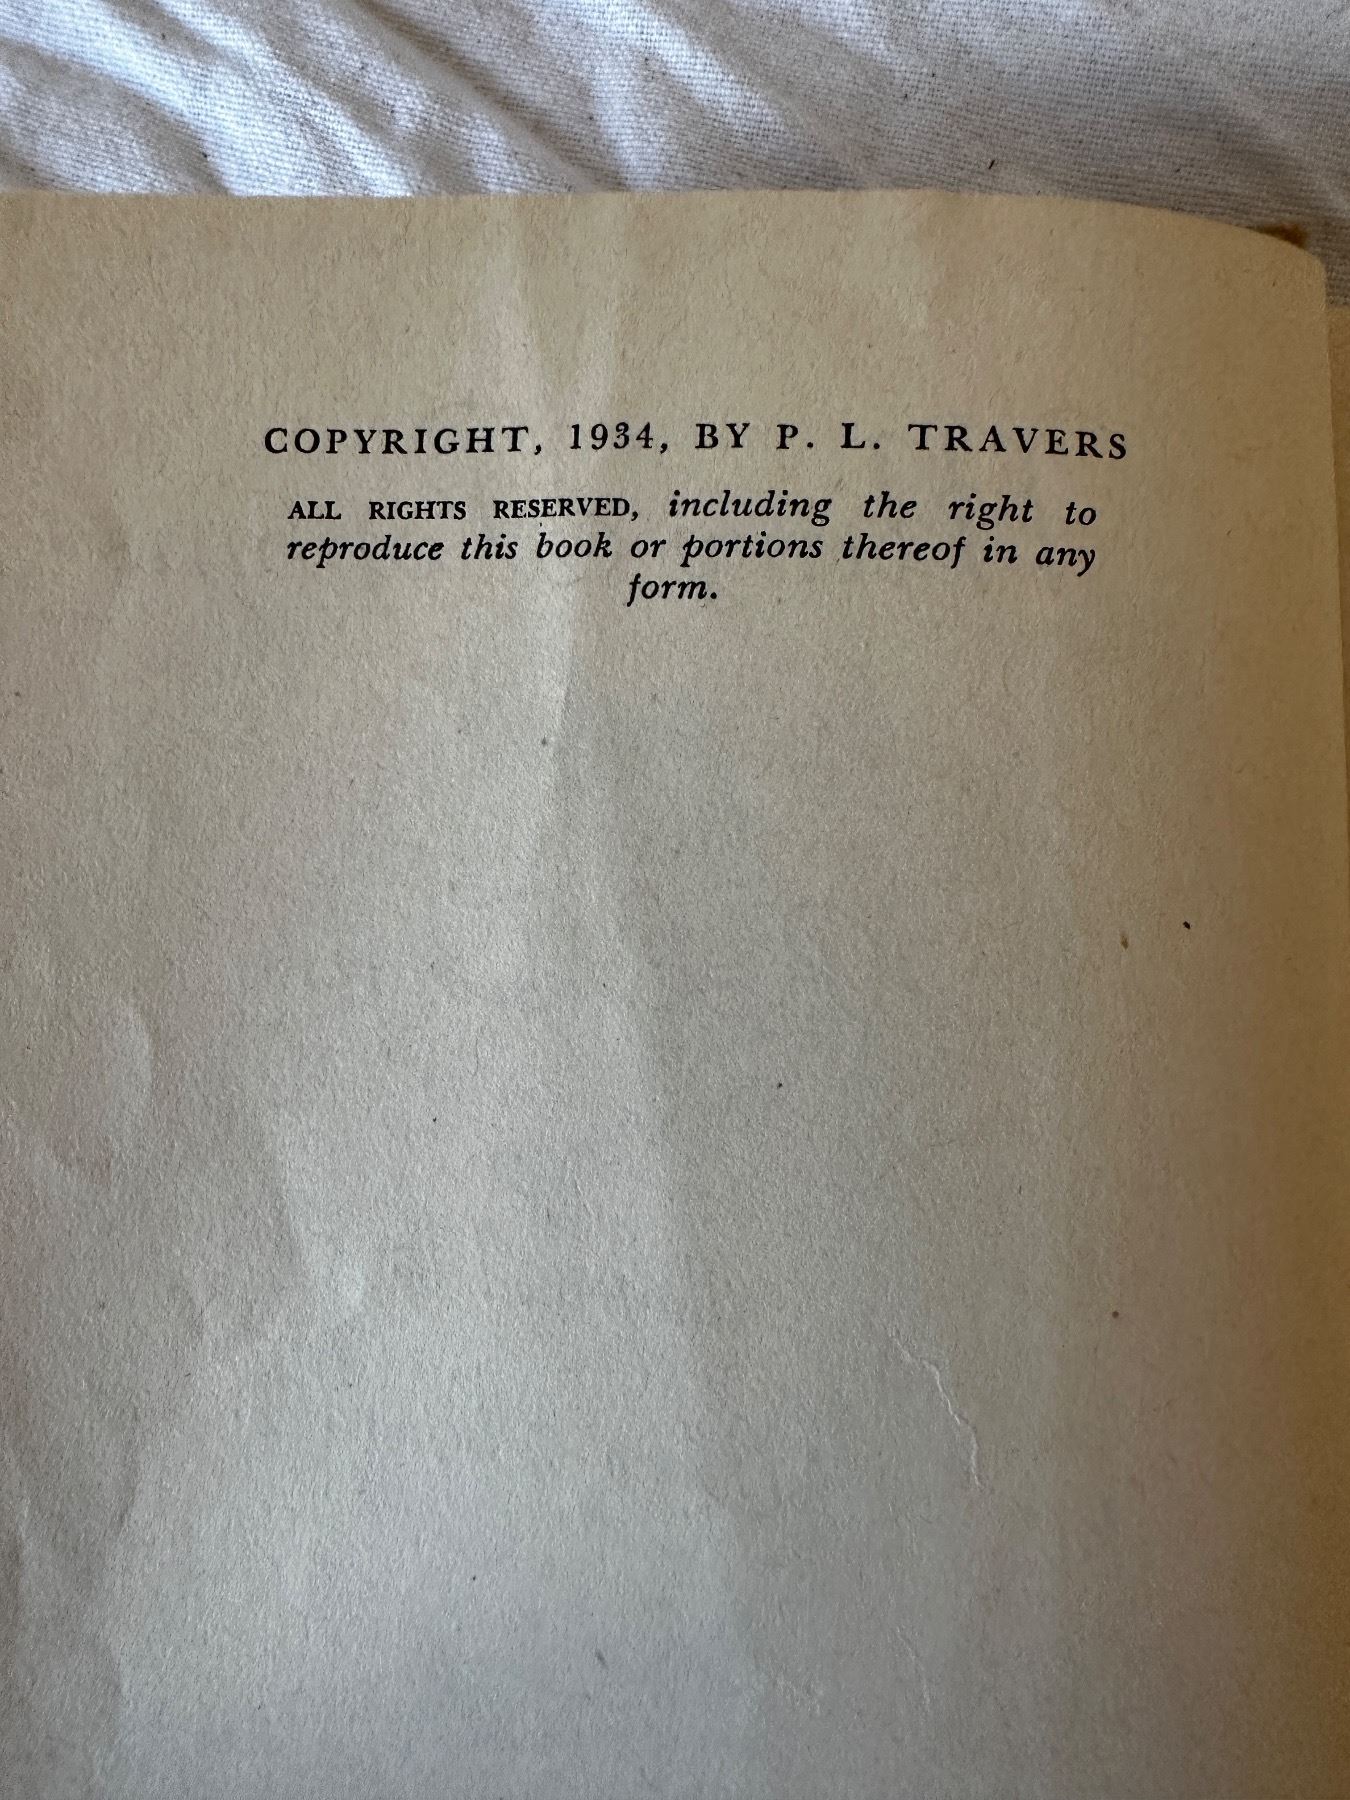 COPYRIGHT, 1934, BY P. L. TRAVERS
ALL RIGHTS RESERVED, including the right to
reproduce this book or portions thereof in any
form.